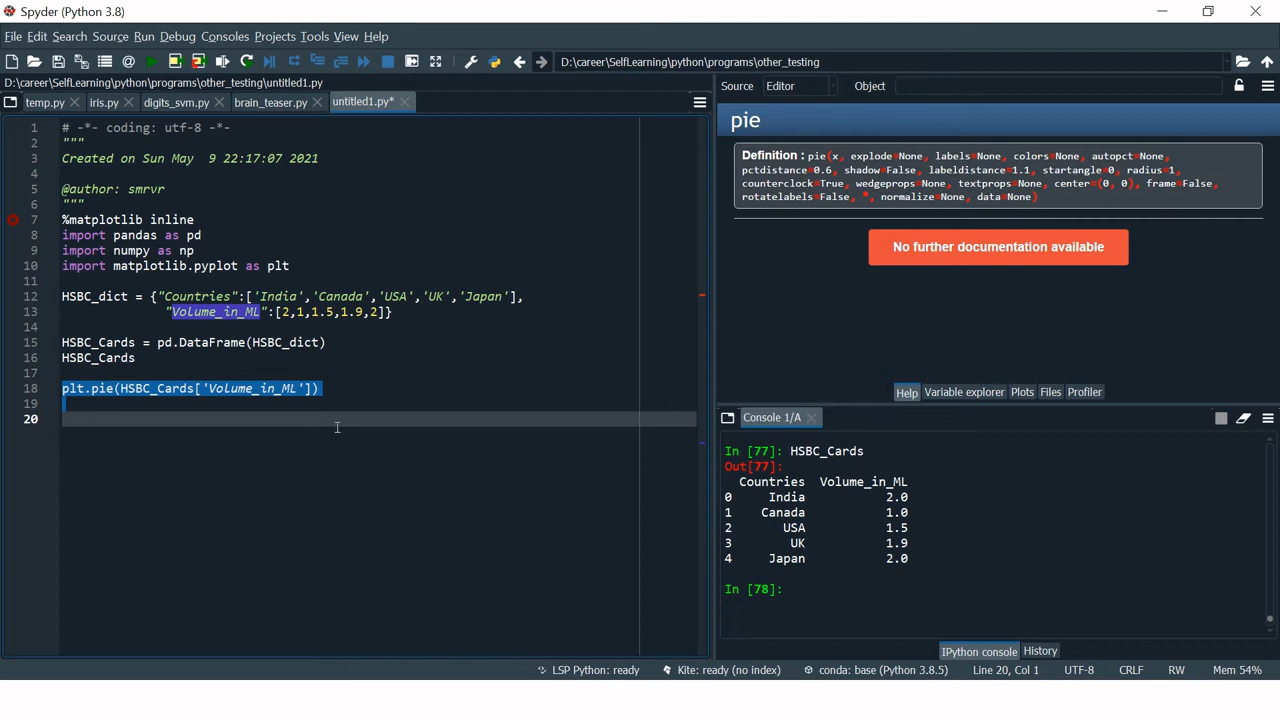 Spyder (Python 3.8)
File Edit Search Source Run Debug Consoles Projects Tools View Help
D:\career\SelfLearning\python\programs\other_testing
D:\career\SelfLearning\python\programs\other_testing\untitled1.py
temp.py iris.py digits_svm.py brain_teaser.py untitled1.py*
1 # -*- coding: utf-8 -*-
2 """
3 Created on Sun May  9 22:17:07 2021
4
5 @author: smrvr
6 """
7 %matplotlib inline
8 import pandas as pd
9 import numpy as np
10 import matplotlib.pyplot as plt
11
12 HSBC_dict = {"Countries":['India','Canada','USA','UK','Japan'],
13 "Volume_in_ML":[2,1,1.5,1.9,2]}
14
15 HSBC_Cards = pd.DataFrame(HSBC_dict)
16 HSBC_Cards
17
18 plt.pie(HSBC_Cards['Volume_in_ML'])
19
20
Source Editor Object
pie
Definition : pie(x, explode=None, labels=None, colors=None, autopct=None,
pctdistance=0.6, shadow=False, labeldistance=1.1, startangle=0, radius=1,
counterclock=True, wedgeprops=None, textprops=None, center=(0, 0), frame=False,
rotatelabels=False, *, normalize=None, data=None)
No further documentation available
Help Variable explorer Plots Files Profiler
Console 1/A
In [77]: HSBC_Cards
Out[77]:
Countries Volume_in_ML
0 India 2.0
1 Canada 1.0
2 USA 1.5
3 UK 1.9
4 Japan 2.0
In [78]:
IPython console History
LSP Python: ready Kite: ready (no index) conda: base (Python 3.8.5) Line 20, Col 1 UTF-8 CRLF RW Mem 54%